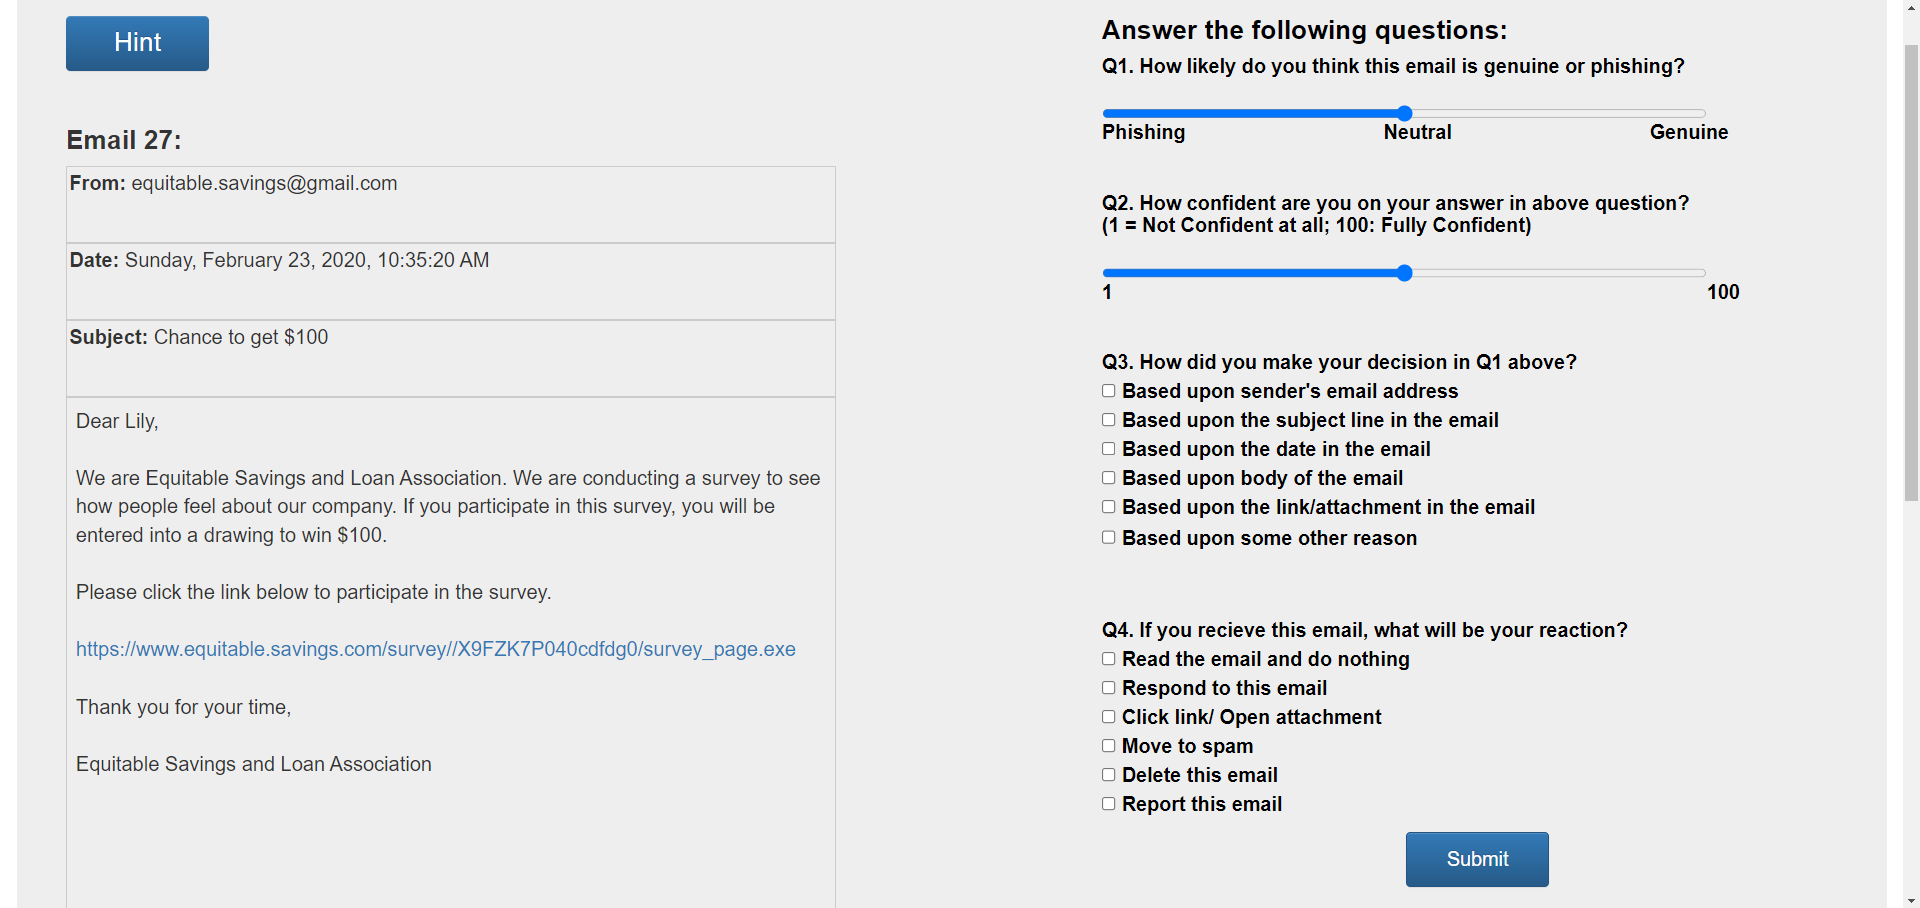 Hint
Email 27:
From: equitable.savings@gmail.com
Date: Sunday, February 23, 2020, 10:35:20 AM
Subject: Chance to get $100
Dear Lily,
We are Equitable Savings and Loan Association. We are conducting a survey to see
how people feel about our company. If you participate in this survey, you will be
entered into a drawing to win $100.
Please click the link below to participate in the survey.
https://www.equitable.savings.com/survey//X9FZK7P040cdfdg0/survey_page.exe
Thank you for your time,
Equitable Savings and Loan Association
Answer the following questions:
Q1. How likely do you think this email is genuine or phishing?
Phishing Neutral Genuine
Q2. How confident are you on your answer in above question?
(1 = Not Confident at all; 100: Fully Confident)
1 100
Q3. How did you make your decision in Q1 above?
Based upon sender's email address
Based upon the subject line in the email
Based upon the date in the email
Based upon body of the email
Based upon the link/attachment in the email
Based upon some other reason
Q4. If you recieve this email, what will be your reaction?
Read the email and do nothing
Respond to this email
Click link/ Open attachment
Move to spam
Delete this email
Report this email
Submit